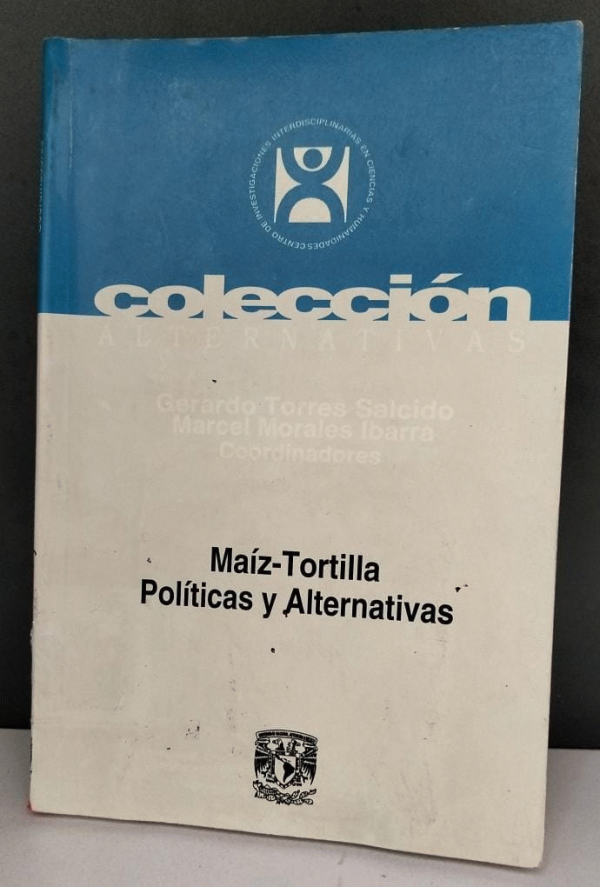 CENTRO DE INVESTIGACIONES INTERDISCIPLINARIAS EN CIENCIAS Y HUMANIDADES
colección
ALTERNATIVAS
Gerardo Torres Salcido
Marcel Morales Ibarra
Coordinadores
Maíz-Tortilla
Políticas y Alternativas